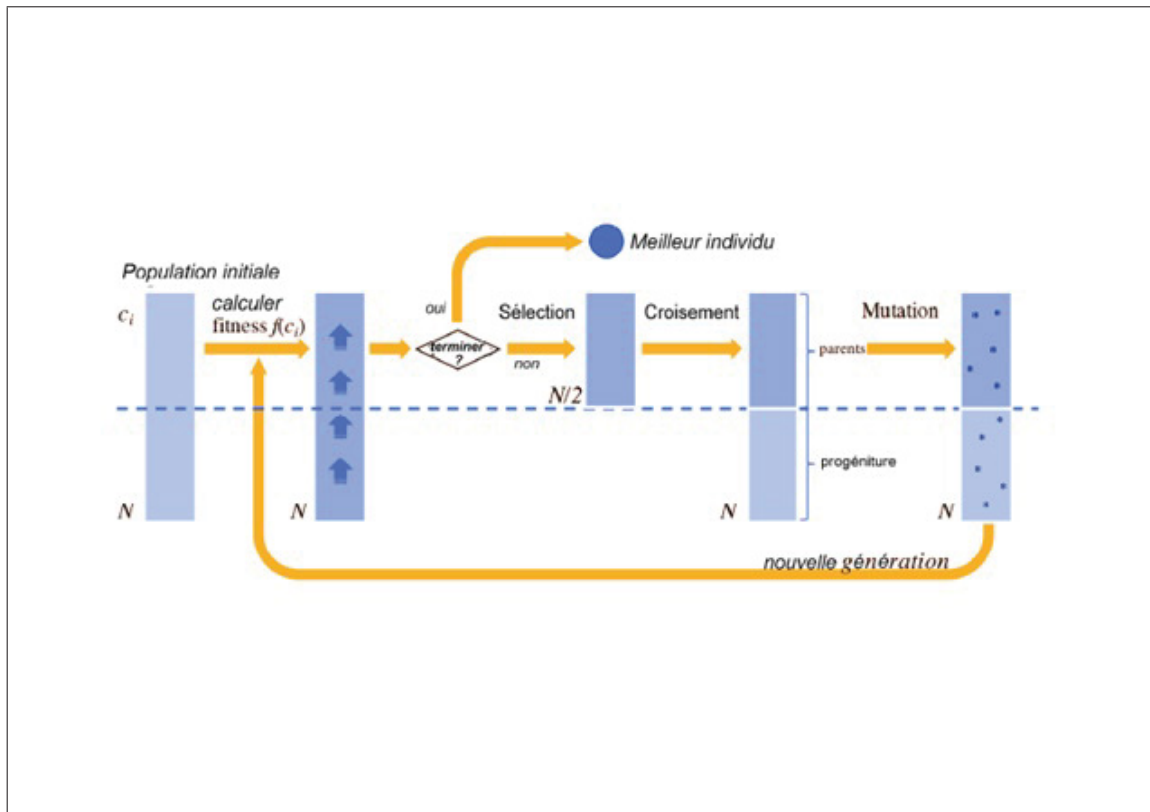 Meilleur individu
Population initiale
c_i
calculer
fitness f(c_i)
oui
terminer
?
non
Sélection
N/2
Croisement
parents
Mutation
progéniture
N
N
N
N
nouvelle génération